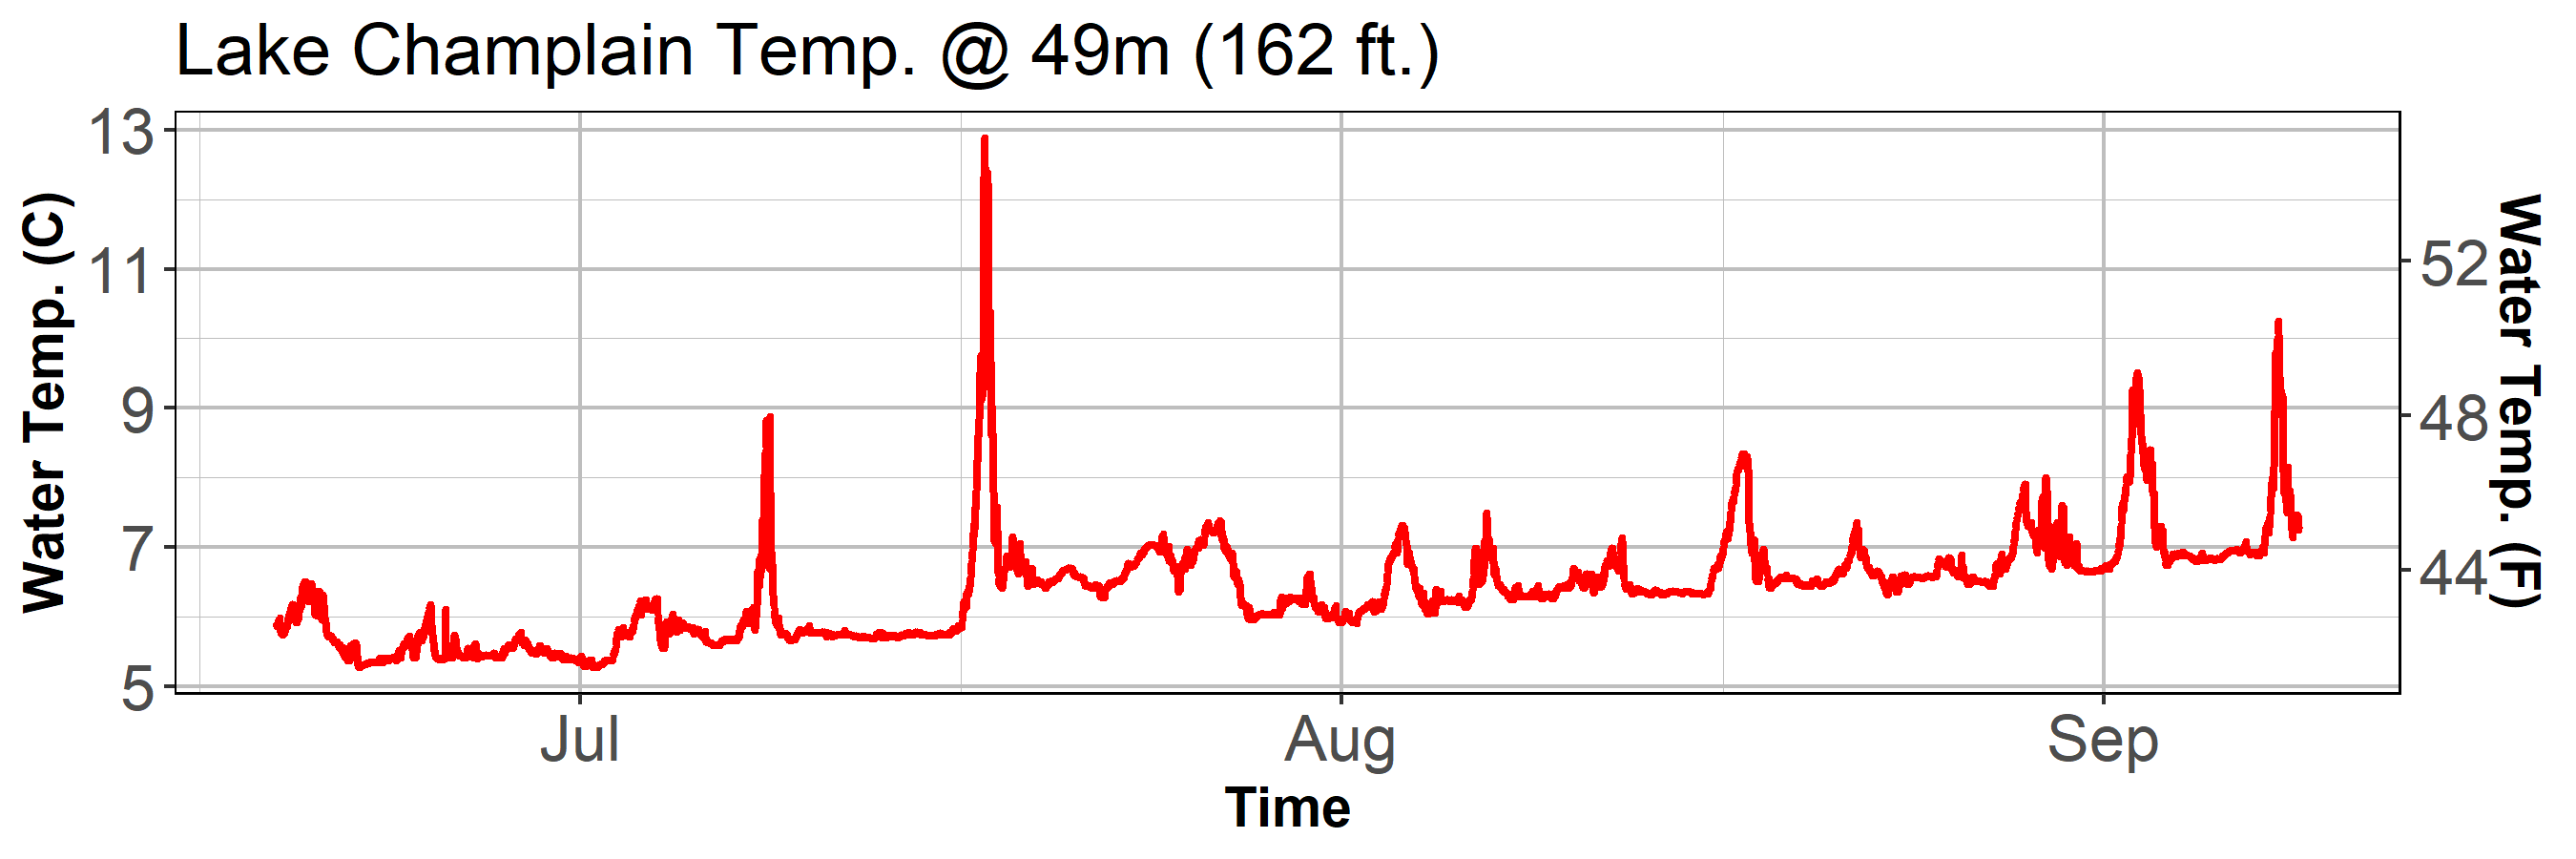 Lake Champlain Temp. @ 49m (162 ft.)
Water Temp. (C)
13
11
9
7
5
52
48
44
Water Temp. (F)
Jul
Aug
Sep
Time